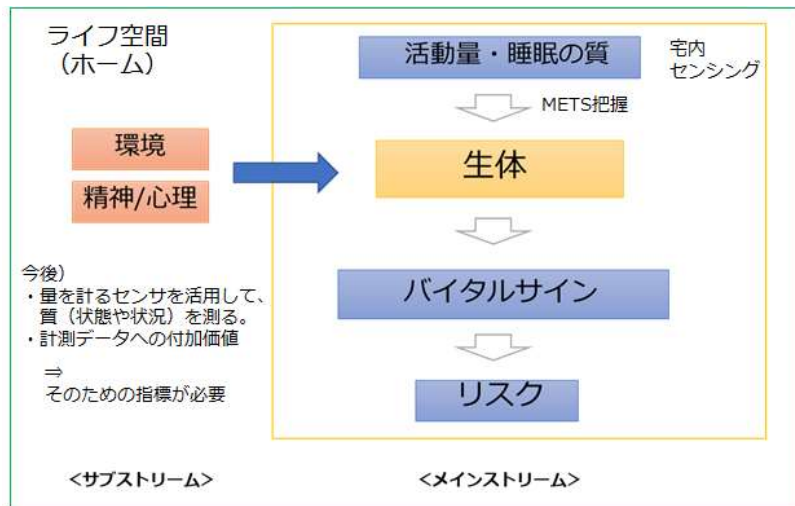 ライフ空間
（ホーム）
環境
精神/心理
今後）
・量を計るセンサを活用して、
質（状態や状況）を測る。
・計測データへの付加価値
⇒
そのための指標が必要
＜サブストリーム＞
活動量・睡眠の質
宅内
センシング
METS把握
生体
バイタルサイン
リスク
＜メインストリーム＞